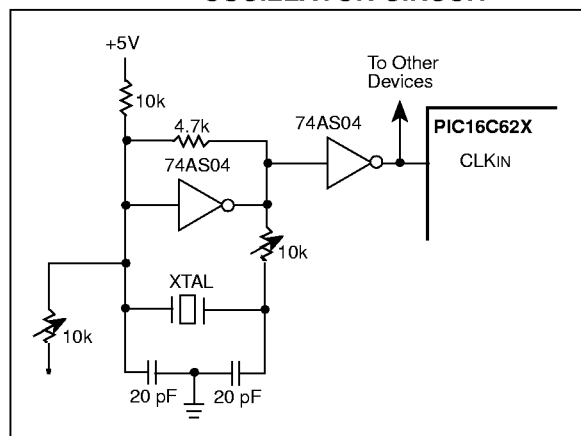 OSCILLATOR CIRCUIT
+5V
To Other
Devices
10k
4.7k
74AS04
PIC16C62X
74AS04
CLKIN
10k
XTAL
10k
20 pF
20 pF